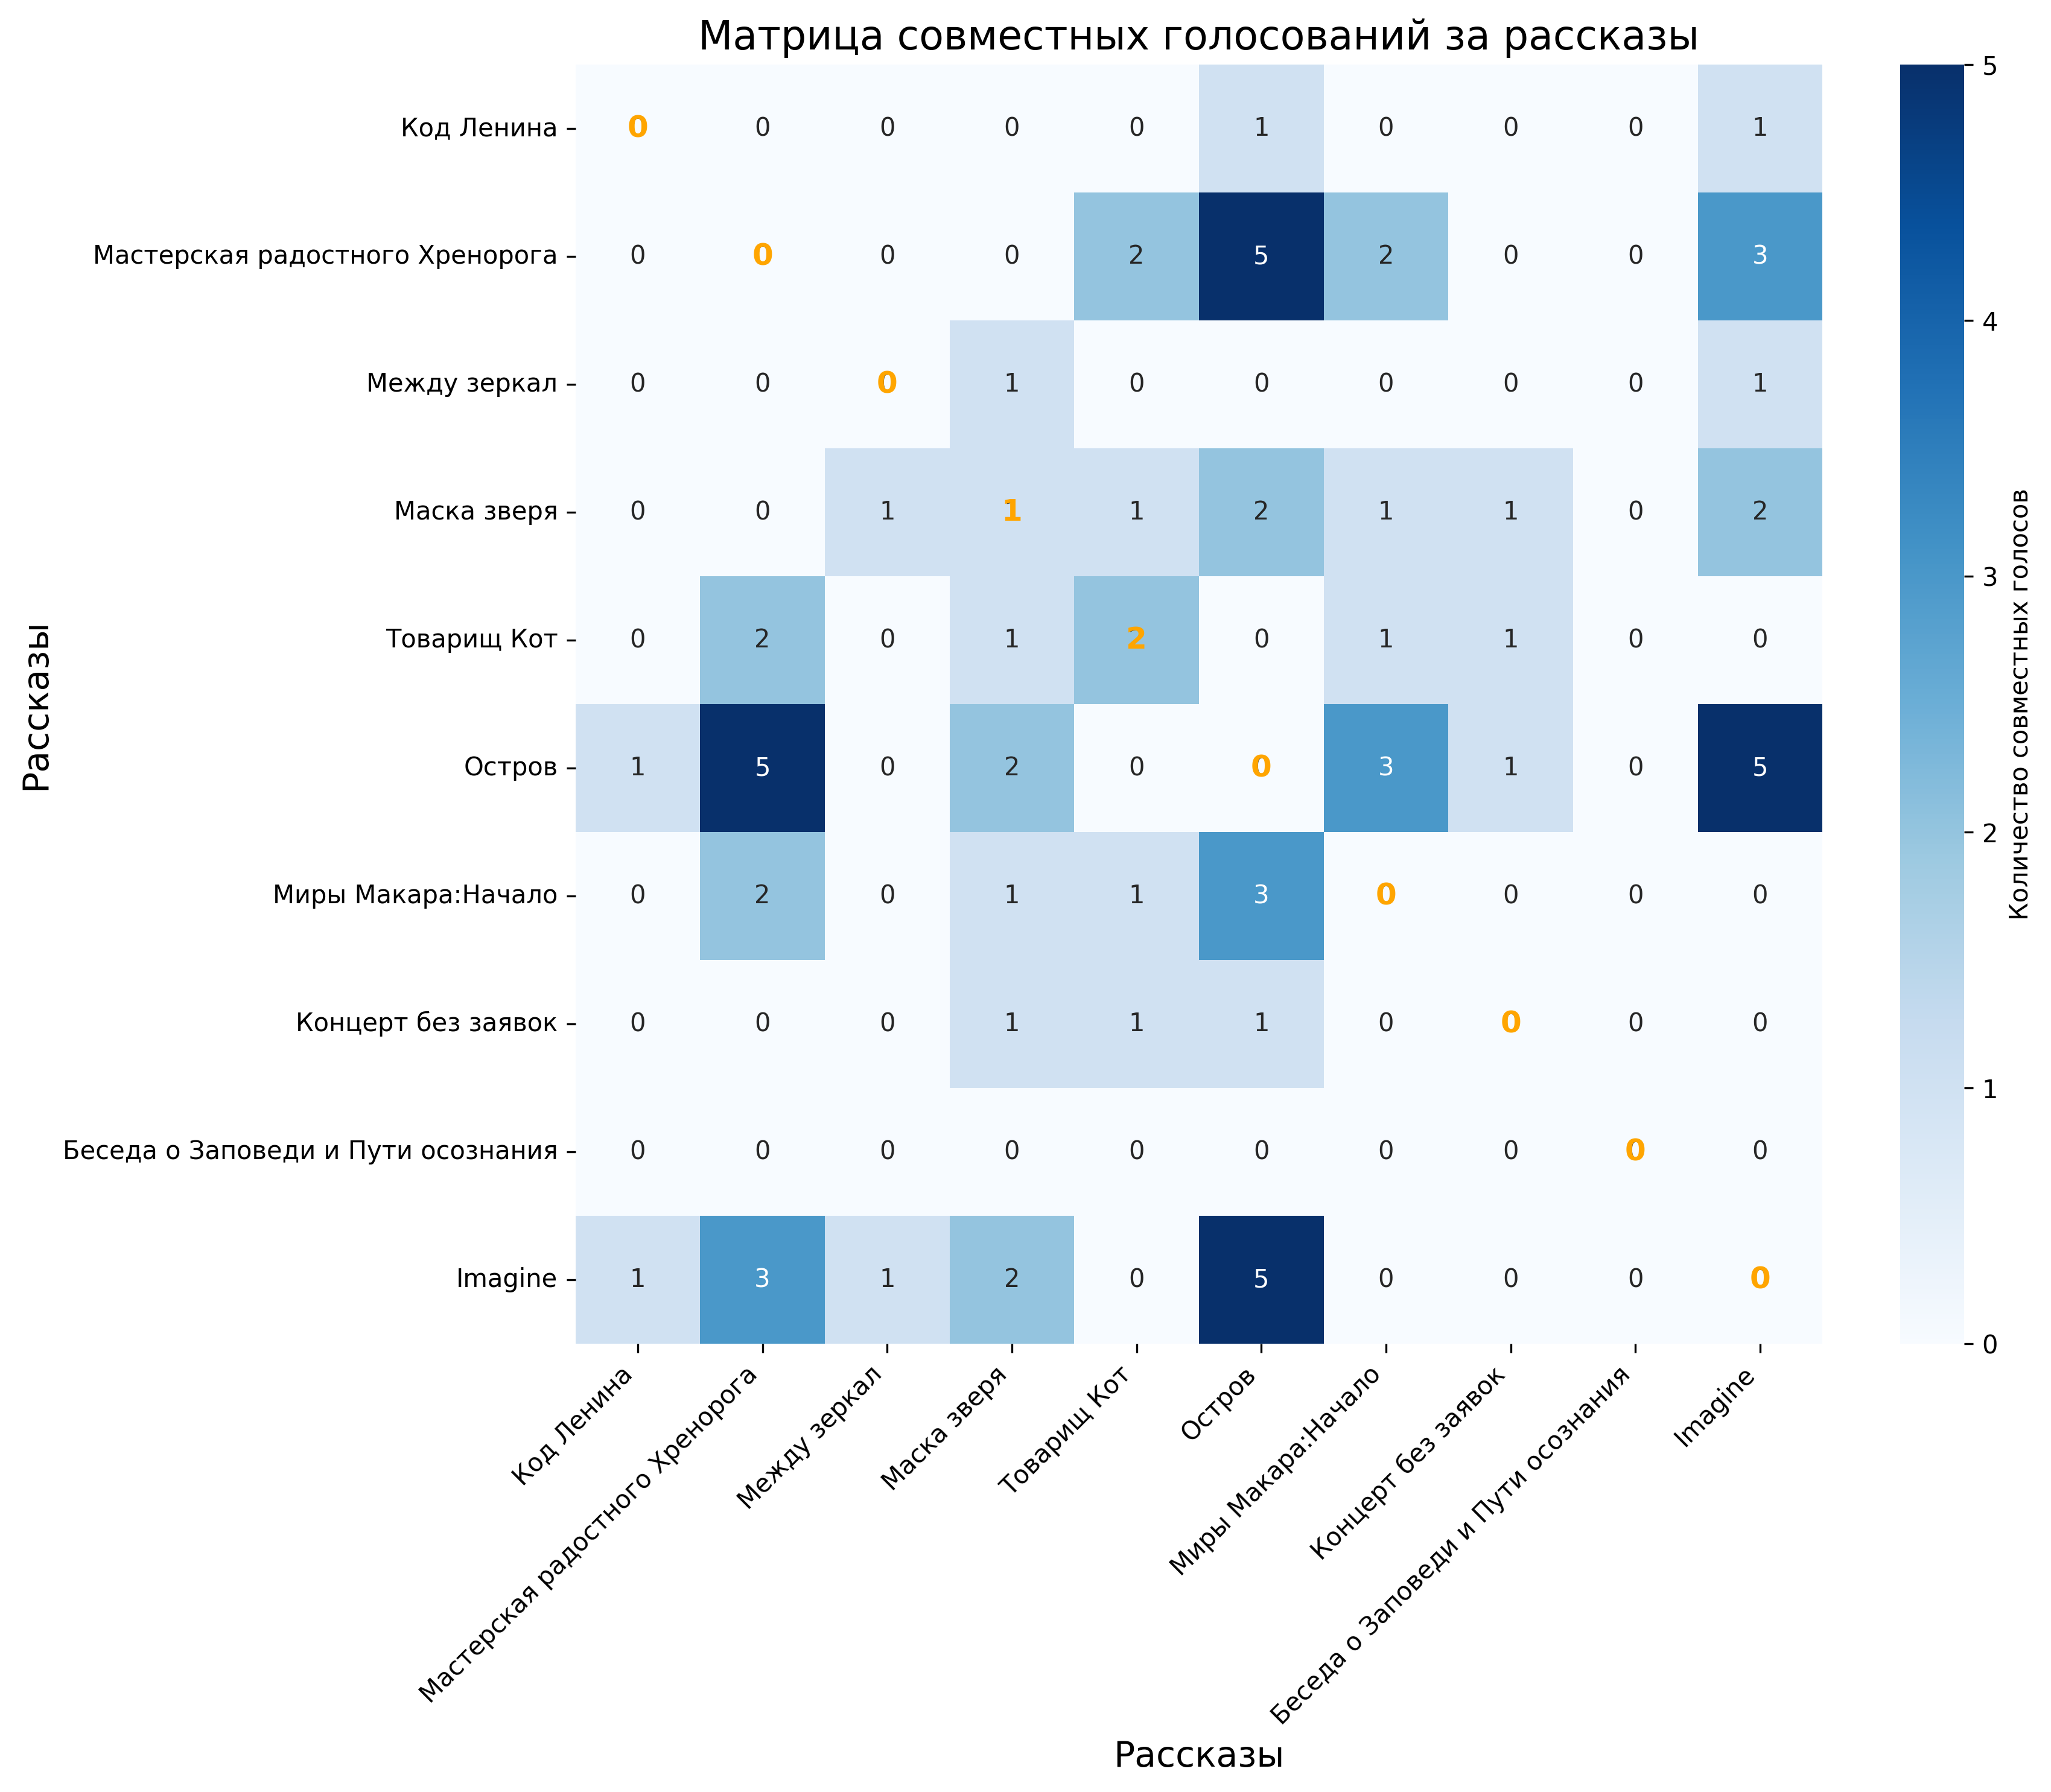 Матрица совместных голосований за рассказы
Рассказы
Код Ленина 0 0 0 0 0 1 0 0 0 1
Мастерская радостного Хренорога 0 0 0 0 2 5 2 0 0 3
Между зеркал 0 0 0 1 0 0 0 0 0 1
Маска зверя 0 0 1 1 1 2 1 1 0 2
Товарищ Кот 0 2 0 1 2 0 1 1 0 0
Остров 1 5 0 2 0 0 3 1 0 5
Миры Макара:Начало 0 2 0 1 1 3 0 0 0 0
Концерт без заявок 0 0 0 1 1 1 0 0 0 0
Беседа о Заповеди и Пути осознания 0 0 0 0 0 0 0 0 0 0
Imagine 1 3 1 2 0 5 0 0 0 0
Код Ленина
Мастерская радостного Хренорога
Между зеркал
Маска зверя
Товарищ Кот
Остров
Миры Макара:Начало
Концерт без заявок
Беседа о Заповеди и Пути осознания
Imagine
Рассказы
5
4
3
2
1
0
Количество совместных голосов